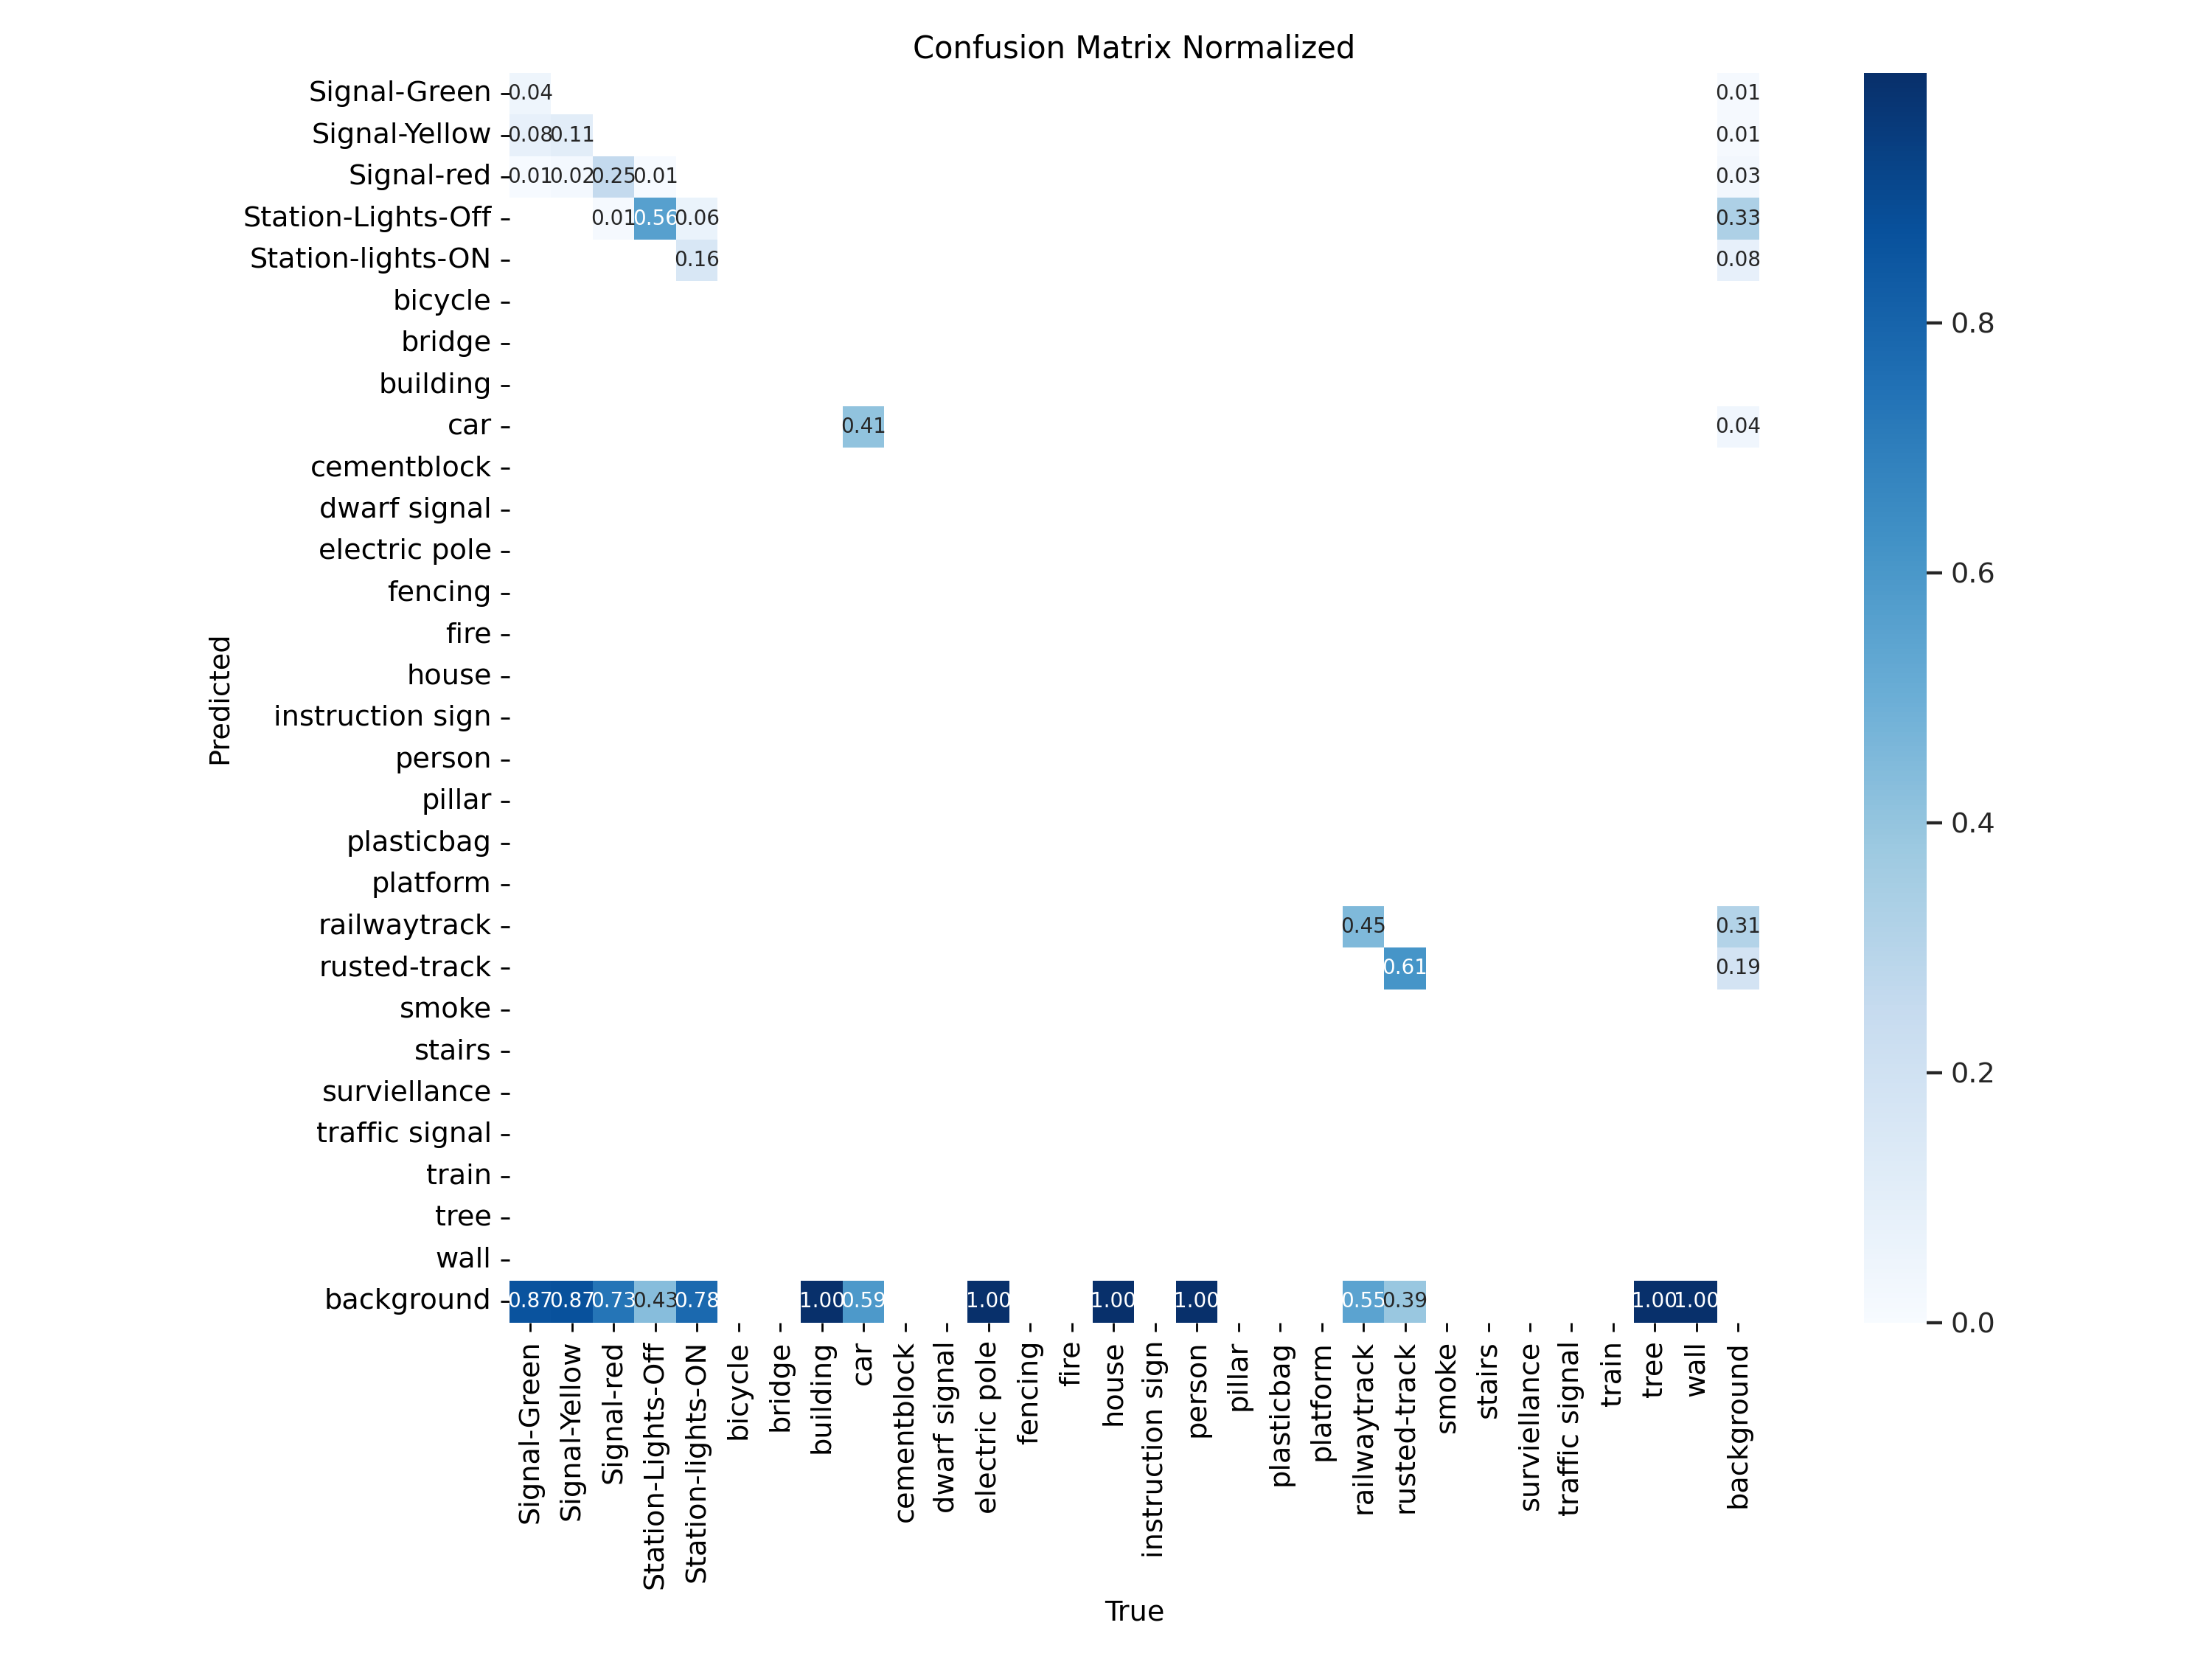 Confusion Matrix Normalized
Signal-Green 0.04 0.01
Signal-Yellow 0.08 0.11 0.01
Signal-red 0.01 0.02 0.25 0.01 0.03
Station-Lights-Off 0.01 0.56 0.06 0.33
Station-lights-ON 0.16 0.08
bicycle
bridge
building
car 0.41 0.04
cementblock
dwarf signal
electric pole
fencing
fire
house
instruction sign
person
pillar
plasticbag
platform
railwaytrack 0.45 0.31
rusted-track 0.61 0.19
smoke
stairs
surviellance
traffic signal
train
tree
wall
background 0.87 0.87 0.73 0.43 0.78 1.00 0.59 1.00 1.00 1.00 0.55 0.39 1.00 1.00
Predicted
Signal-Green
Signal-Yellow
Signal-red
Station-Lights-Off
Station-lights-ON
bicycle
bridge
building
car
cementblock
dwarf signal
electric pole
fencing
fire
house
instruction sign
person
pillar
plasticbag
platform
railwaytrack
rusted-track
smoke
stairs
surviellance
traffic signal
train
tree
wall
background
True
0.8
0.6
0.4
0.2
0.0